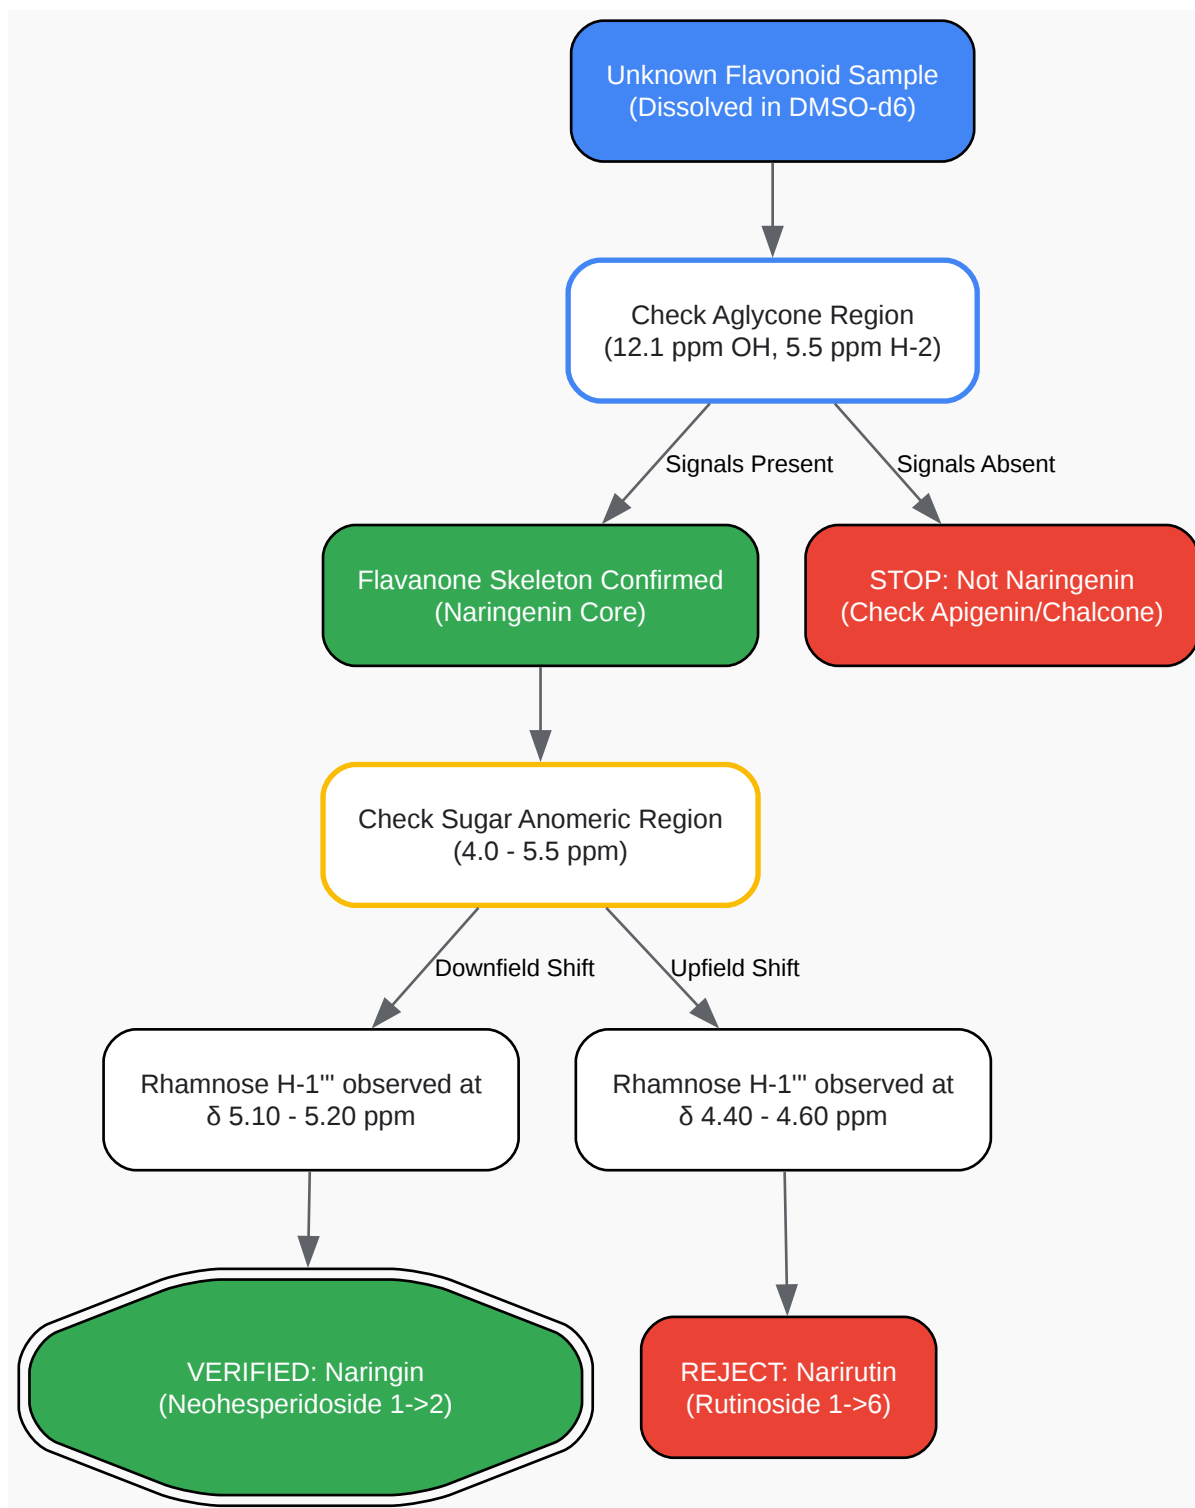 Unknown Flavonoid Sample
(Dissolved in DMSO-d6)
Check Aglycone Region
(12.1 ppm OH, 5.5 ppm H-2)
Signals Present
Signals Absent
Flavanone Skeleton Confirmed
(Naringenin Core)
STOP: Not Naringenin
(Check Apigenin/Chalcone)
Check Sugar Anomeric Region
(4.0 - 5.5 ppm)
Downfield Shift
Upfield Shift
Rhamnose H-1''' observed at
δ 5.10 - 5.20 ppm
Rhamnose H-1''' observed at
δ 4.40 - 4.60 ppm
VERIFIED: Naringin
(Neohesperidoside 1->2)
REJECT: Narirutin
(Rutinoside 1->6)